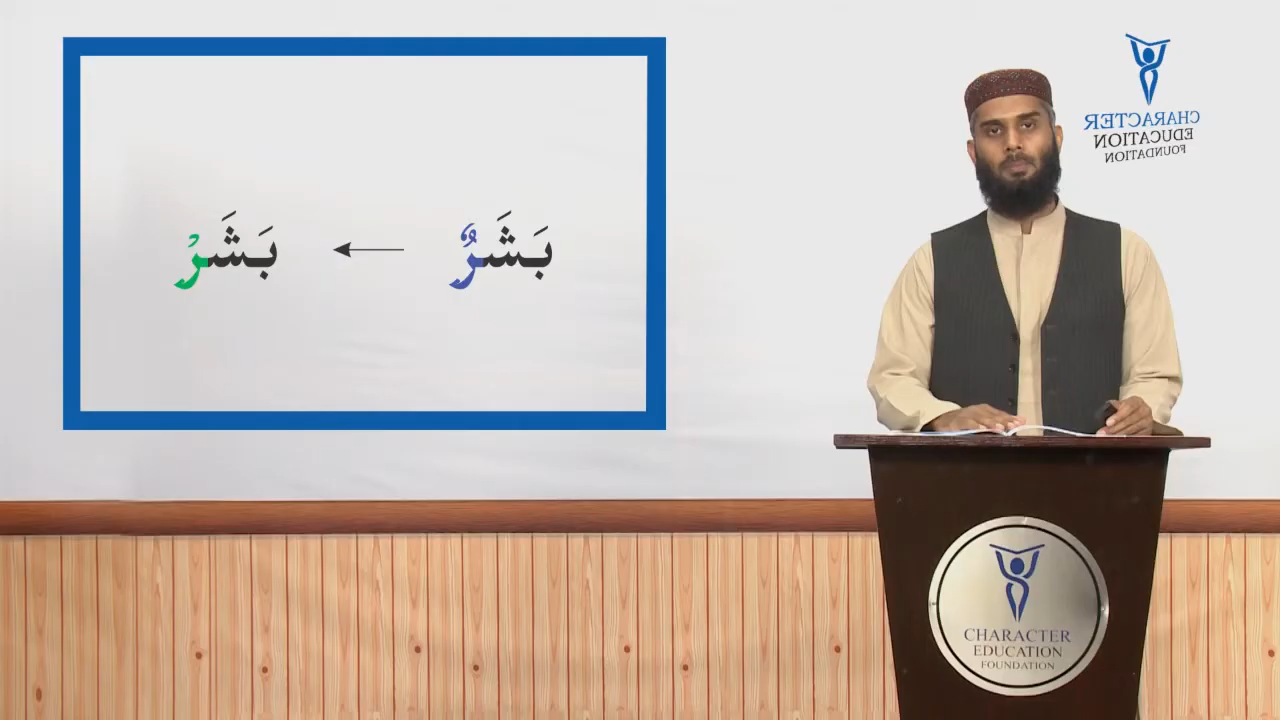 بَشَرٌ ← بَشَرْ
CHARACTER
EDUCATION
FOUNDATION
CHARACTER
EDUCATION
FOUNDATION